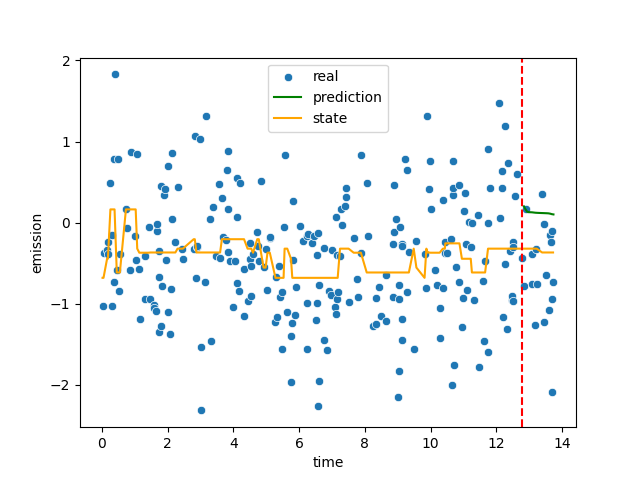 2
1
0
−1
−2
emission
real
prediction
state
0 2 4 6 8 10 12 14
time